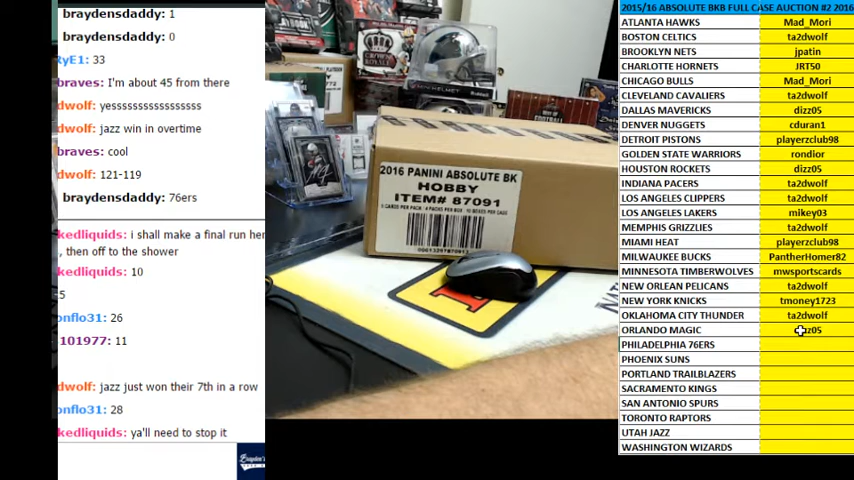 braydensdaddy: 1
braydensdaddy: 0
RyE1: 33
braves: I'm about 45 from there
dwolf: yesssssssssssssssss
dwolf: jazz win in overtime
braves: cool
dwolf: 121-119
braydensdaddy: 76ers
kedliquids: i shall make a final run her
, then off to the shower
kedliquids: 10
5
onflo31: 26
101977: 11
dwolf: jazz just won their 7th in a row
onflo31: 28
kedliquids: ya'll need to stop it
CROWN
ROYALE
2016 PANINI ABSOLUTE BK
HOBBY
ITEM# 87091
2015/16 ABSOLUTE BKB FULL CASE AUCTION #2 2016
ATLANTA HAWKS Mad_Mori
BOSTON CELTICS ta2dwolf
BROOKLYN NETS jpatin
CHARLOTTE HORNETS JRT50
CHICAGO BULLS Mad_Mori
CLEVELAND CAVALIERS ta2dwolf
DALLAS MAVERICKS dizz05
DENVER NUGGETS cduran1
DETROIT PISTONS playerzclub98
GOLDEN STATE WARRIORS rondior
HOUSTON ROCKETS dizz05
INDIANA PACERS ta2dwolf
LOS ANGELES CLIPPERS ta2dwolf
LOS ANGELES LAKERS mikey03
MEMPHIS GRIZZLIES ta2dwolf
MIAMI HEAT playerzclub98
MILWAUKEE BUCKS PantherHomer82
MINNESOTA TIMBERWOLVES mwsportscards
NEW ORLEAN PELICANS ta2dwolf
NEW YORK KNICKS tmoney1723
OKLAHOMA CITY THUNDER ta2dwolf
ORLANDO MAGIC zz05
PHILADELPHIA 76ERS
PHOENIX SUNS
PORTLAND TRAILBLAZERS
SACRAMENTO KINGS
SAN ANTONIO SPURS
TORONTO RAPTORS
UTAH JAZZ
WASHINGTON WIZARDS